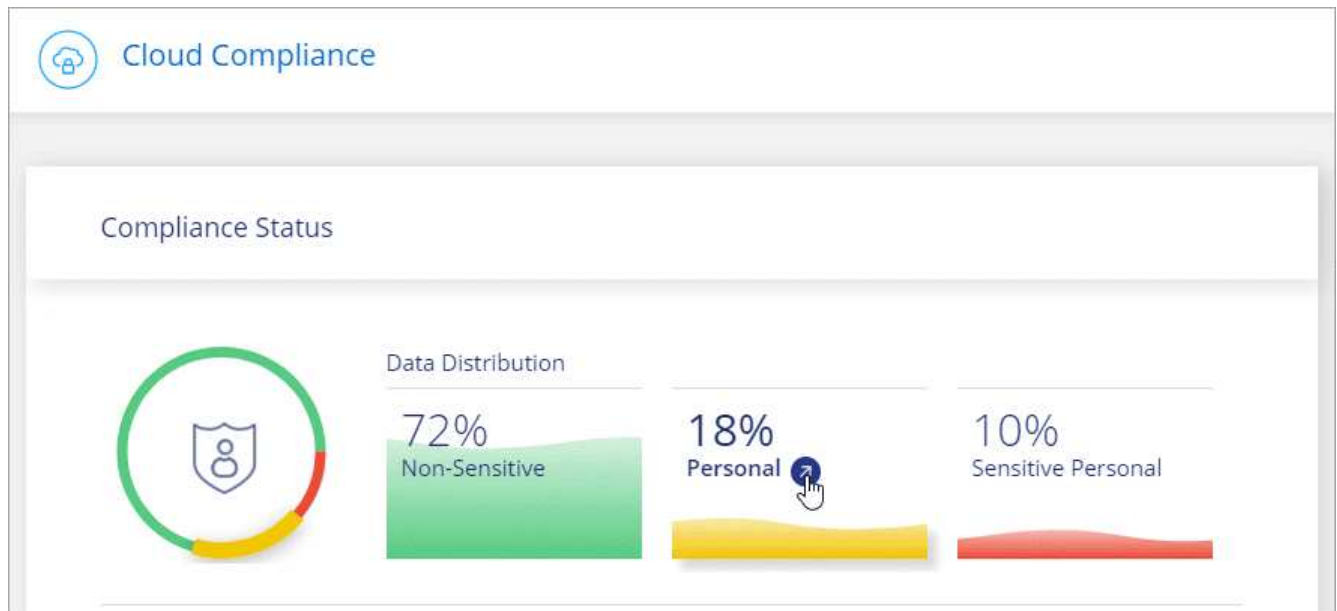 Cloud Compliance
Compliance Status
Data Distribution
72%
Non-Sensitive
18%
Personal
10%
Sensitive Personal